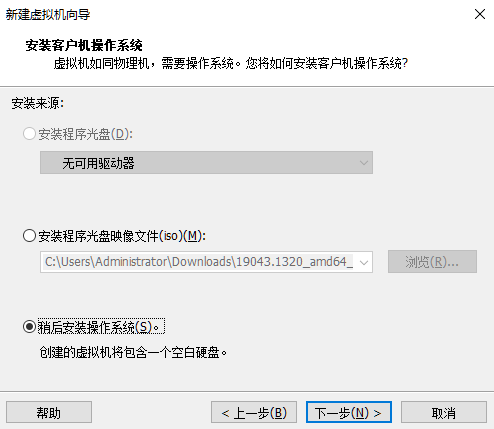 新建虚拟机向导
安装客户机操作系统
虚拟机如同物理机，需要操作系统。您将如何安装客户机操作系统?
安装来源:
安装程序光盘(D):
无可用驱动器
安装程序光盘映像文件(iso)(M):
C:\Users\Administrator\Downloads\19043.1320_amd64_
浏览(R)...
稍后安装操作系统(S)。
创建的虚拟机将包含一个空白硬盘。
帮助
< 上一步(B)
下一步(N) >
取消